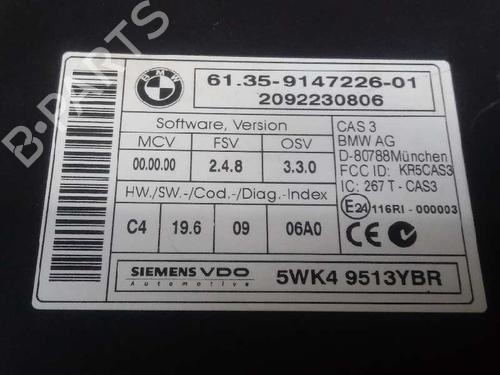 B-PARTS
BMW
61.35-9147226-01
2092230806
Software, Version
MCV FSV OSV
00.00.00 2.4.8 3.3.0
HW./SW.-/Cod.-/Diag.-Index
C4 19.6 09 06A0
CAS 3
BMW AG
D-80788München
FCC ID: KR5CAS3
IC: 267 T - CAS3
E24 116RI - 000003
SIEMENS VDO
Automotive
5WK4 9513YBR